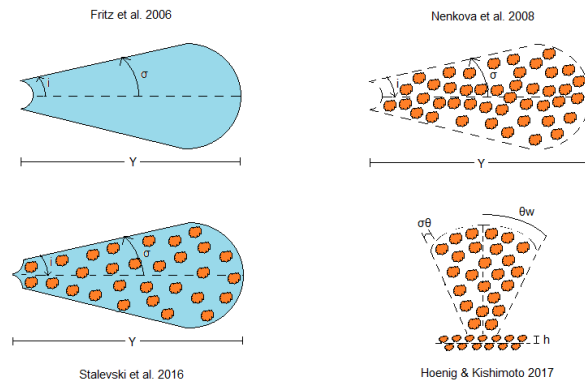 Fritz et al. 2006
Nenkova et al. 2008
i
σ
Y
i
σ
Y
i
σ
Y
σθ
θw
h
Stalevski et al. 2016
Hoenig & Kishimoto 2017